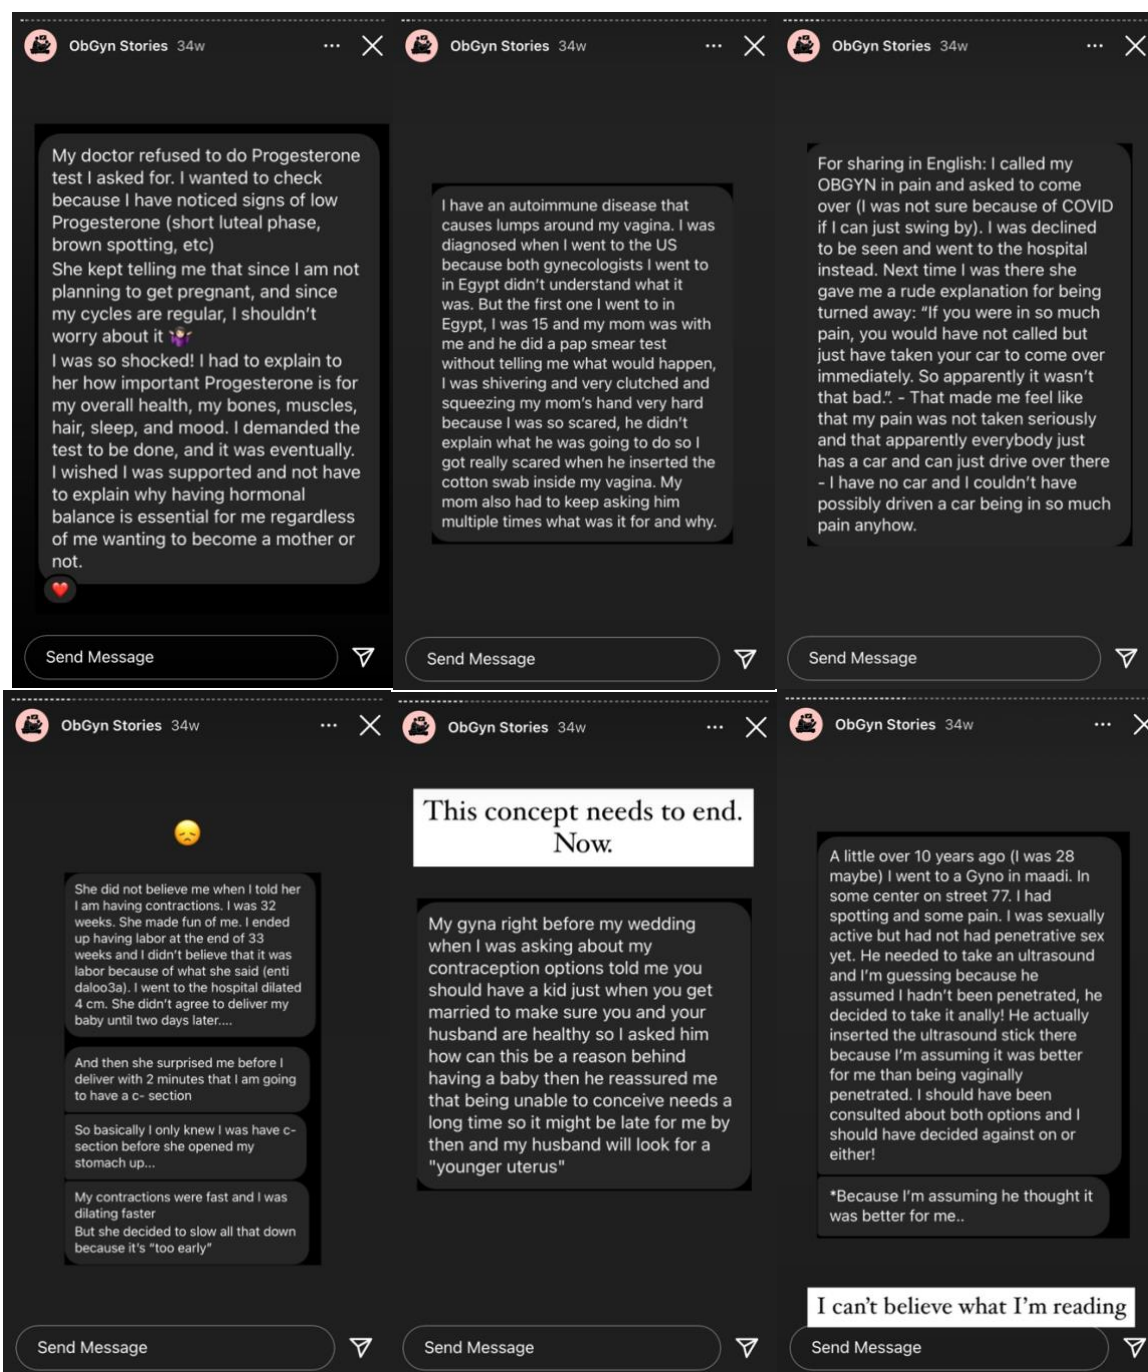 ObGyn Stories 34w
My doctor refused to do Progesterone
test I asked for. I wanted to check
because I have noticed signs of low
Progesterone (short luteal phase,
brown spotting, etc)
She kept telling me that since I am not
planning to get pregnant, and since
my cycles are regular, I shouldn't
worry about it 🤷🏻‍♀️
I was so shocked! I had to explain to
her how important Progesterone is for
my overall health, my bones, muscles,
hair, sleep, and mood. I demanded the
test to be done, and it was eventually.
I wished I was supported and not have
to explain why having hormonal
balance is essential for me regardless
of me wanting to become a mother or
not.
Send Message
ObGyn Stories 34w
I have an autoimmune disease that
causes lumps around my vagina. I was
diagnosed when I went to the US
because both gynecologists I went to
in Egypt didn't understand what it
was. But the first one I went to in
Egypt, I was 15 and my mom was with
me and he did a pap smear test
without telling me what would happen,
I was shivering and very clutched and
squeezing my mom's hand very hard
because I was so scared, he didn't
explain what he was going to do so I
got really scared when he inserted the
cotton swab inside my vagina. My
mom also had to keep asking him
multiple times what was it for and why.
Send Message
ObGyn Stories 34w
For sharing in English: I called my
OBGYN in pain and asked to come
over (I was not sure because of COVID
if I can just swing by). I was declined
to be seen and went to the hospital
instead. Next time I was there she
gave me a rude explanation for being
turned away: "If you were in so much
pain, you would have not called but
just have taken your car to come over
immediately. So apparently it wasn't
that bad.". - That made me feel like
that my pain was not taken seriously
and that apparently everybody just
has a car and can just drive over there
- I have no car and I couldn't have
possibly driven a car being in so much
pain anyhow.
Send Message
ObGyn Stories 34w
She did not believe me when I told her
I am having contractions. I was 32
weeks. She made fun of me. I ended
up having labor at the end of 33
weeks and I didn't believe that it was
labor because of what she said (enti
daloo3a). I went to the hospital dilated
4 cm. She didn't agree to deliver my
baby until two days later....
And then she surprised me before I
deliver with 2 minutes that I am going
to have a c- section
So basically I only knew I was have c-
section before she opened my
stomach up...
My contractions were fast and I was
dilating faster
But she decided to slow all that down
because it's "too early"
Send Message
ObGyn Stories 34w
This concept needs to end.
Now.
My gyna right before my wedding
when I was asking about my
contraception options told me you
should have a kid just when you get
married to make sure you and your
husband are healthy so I asked him
how can this be a reason behind
having a baby then he reassured me
that being unable to conceive needs a
long time so it might be late for me by
then and my husband will look for a
"younger uterus"
Send Message
ObGyn Stories 34w
A little over 10 years ago (I was 28
maybe) I went to a Gyno in maadi. In
some center on street 77. I had
spotting and some pain. I was sexually
active but had not had penetrative sex
yet. He needed to take an ultrasound
and I'm guessing because he
assumed I hadn't been penetrated, he
decided to take it anally! He actually
inserted the ultrasound stick there
because I'm assuming it was better
for me than being vaginally
penetrated. I should have been
consulted about both options and I
should have decided against on or
either!
*Because I'm assuming he thought it
was better for me..
I can't believe what I'm reading
Send Message